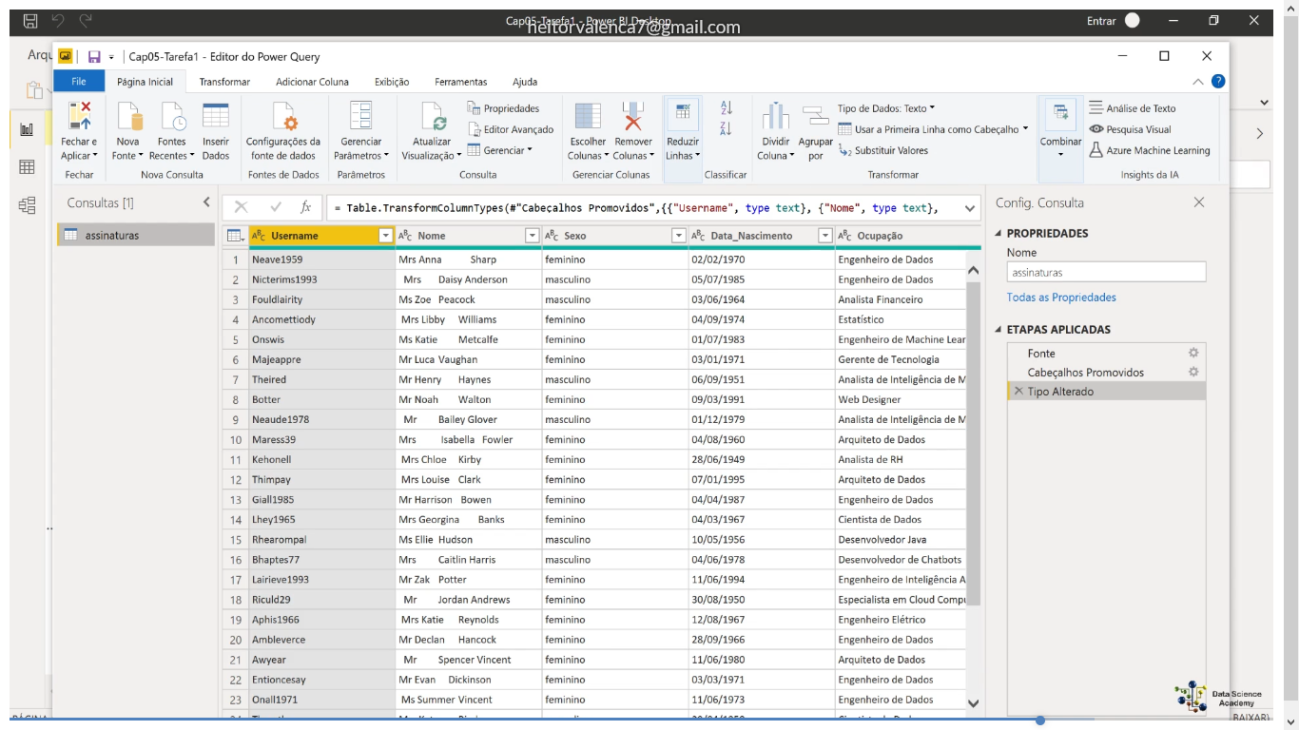 Cap05-Tarefa1 - Power BI Desktop
heitorvalenca7@gmail.com
Entrar
Arqu
Cap05-Tarefa1 - Editor do Power Query
File Página Inicial Transformar Adicionar Coluna Exibição Ferramentas Ajuda
Fechar e Aplicar
Nova Fonte
Fontes Recentes
Inserir Dados
Configurações da fonte de dados
Gerenciar Parâmetros
Atualizar Visualização
Propriedades
Editor Avançado
Gerenciar
Escolher Colunas
Remover Colunas
Reduzir Linhas
Dividir Coluna
Agrupar por
Tipo de Dados: Texto
Usar a Primeira Linha como Cabeçalho
Substituir Valores
Combinar
Análise de Texto
Pesquisa Visual
Azure Machine Learning
Fechar Nova Consulta Fontes de Dados Parâmetros Consulta Gerenciar Colunas Classificar Transformar Insights da IA
Consultas [1]
assinaturas
fx = Table.TransformColumnTypes(#"Cabeçalhos Promovidos",{{"Username", type text}, {"Nome", type text},
Username Nome Sexo Data_Nascimento Ocupação
1 Neave1959 Mrs Anna Sharp feminino 02/02/1970 Engenheiro de Dados
2 Nicterims1993 Mrs Daisy Anderson masculino 05/07/1985 Engenheiro de Dados
3 Fouldlairity Ms Zoe Peacock masculino 03/06/1964 Analista Financeiro
4 Ancomettiody Mrs Libby Williams feminino 04/09/1974 Estatístico
5 Onswis Ms Katie Metcalfe feminino 01/07/1983 Engenheiro de Machine Lear
6 Majeappre Mr Luca Vaughan feminino 03/01/1971 Gerente de Tecnologia
7 Theired Mr Henry Haynes masculino 06/09/1951 Analista de Inteligência de M
8 Botter Mr Noah Walton feminino 09/03/1991 Web Designer
9 Neaude1978 Mr Bailey Glover masculino 01/12/1979 Analista de Inteligência de M
10 Maress39 Mrs Isabella Fowler feminino 04/08/1960 Arquiteto de Dados
11 Kehonell Mrs Chloe Kirby feminino 28/06/1949 Analista de RH
12 Thimpay Mrs Louise Clark feminino 07/01/1995 Arquiteto de Dados
13 Giall1985 Mr Harrison Bowen feminino 04/04/1987 Engenheiro de Dados
14 Lhey1965 Mrs Georgina Banks feminino 04/03/1967 Cientista de Dados
15 Rhearompal Ms Ellie Hudson masculino 10/05/1956 Desenvolvedor Java
16 Bhaptes77 Mrs Caitlin Harris feminino 04/06/1978 Desenvolvedor de Chatbots
17 Lairieve1993 Mr Zak Potter feminino 11/06/1994 Engenheiro de Inteligência A
18 Riculd29 Mr Jordan Andrews feminino 30/08/1950 Especialista em Cloud Compu
19 Aphis1966 Mrs Katie Reynolds feminino 12/08/1967 Engenheiro Elétrico
20 Ambleverce Mr Declan Hancock feminino 28/09/1966 Engenheiro de Dados
21 Awyear Mr Spencer Vincent feminino 11/06/1980 Arquiteto de Dados
22 Entioncesay Mr Evan Dickinson feminino 03/03/1971 Engenheiro de Dados
23 Onall1971 Ms Summer Vincent feminino 11/06/1973 Engenheiro de Dados
Config. Consulta
PROPRIEDADES
Nome
assinaturas
Todas as Propriedades
ETAPAS APLICADAS
Fonte
Cabeçalhos Promovidos
Tipo Alterado
Data Science
Academy